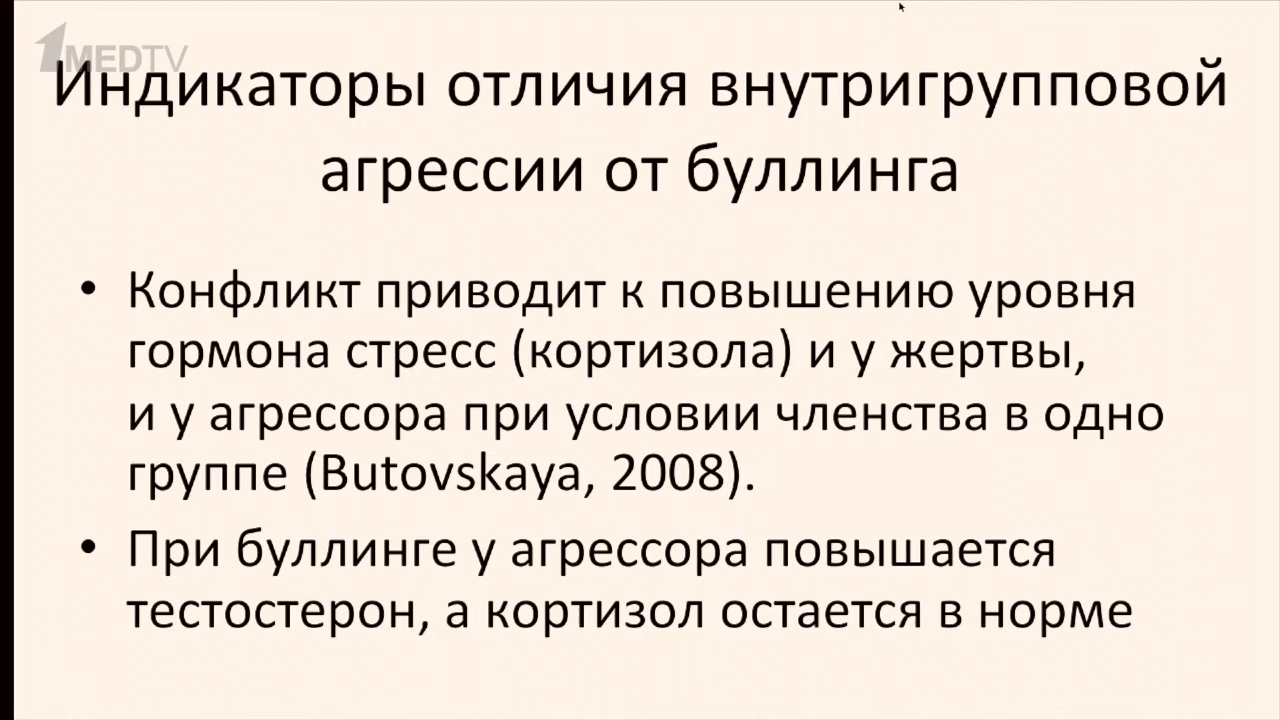 1MEDTV
Индикаторы отличия внутригрупповой
агрессии от буллинга
• Конфликт приводит к повышению уровня
гормона стресс (кортизола) и у жертвы,
и у агрессора при условии членства в одно
группе (Butovskaya, 2008).
• При буллинге у агрессора повышается
тестостерон, а кортизол остается в норме